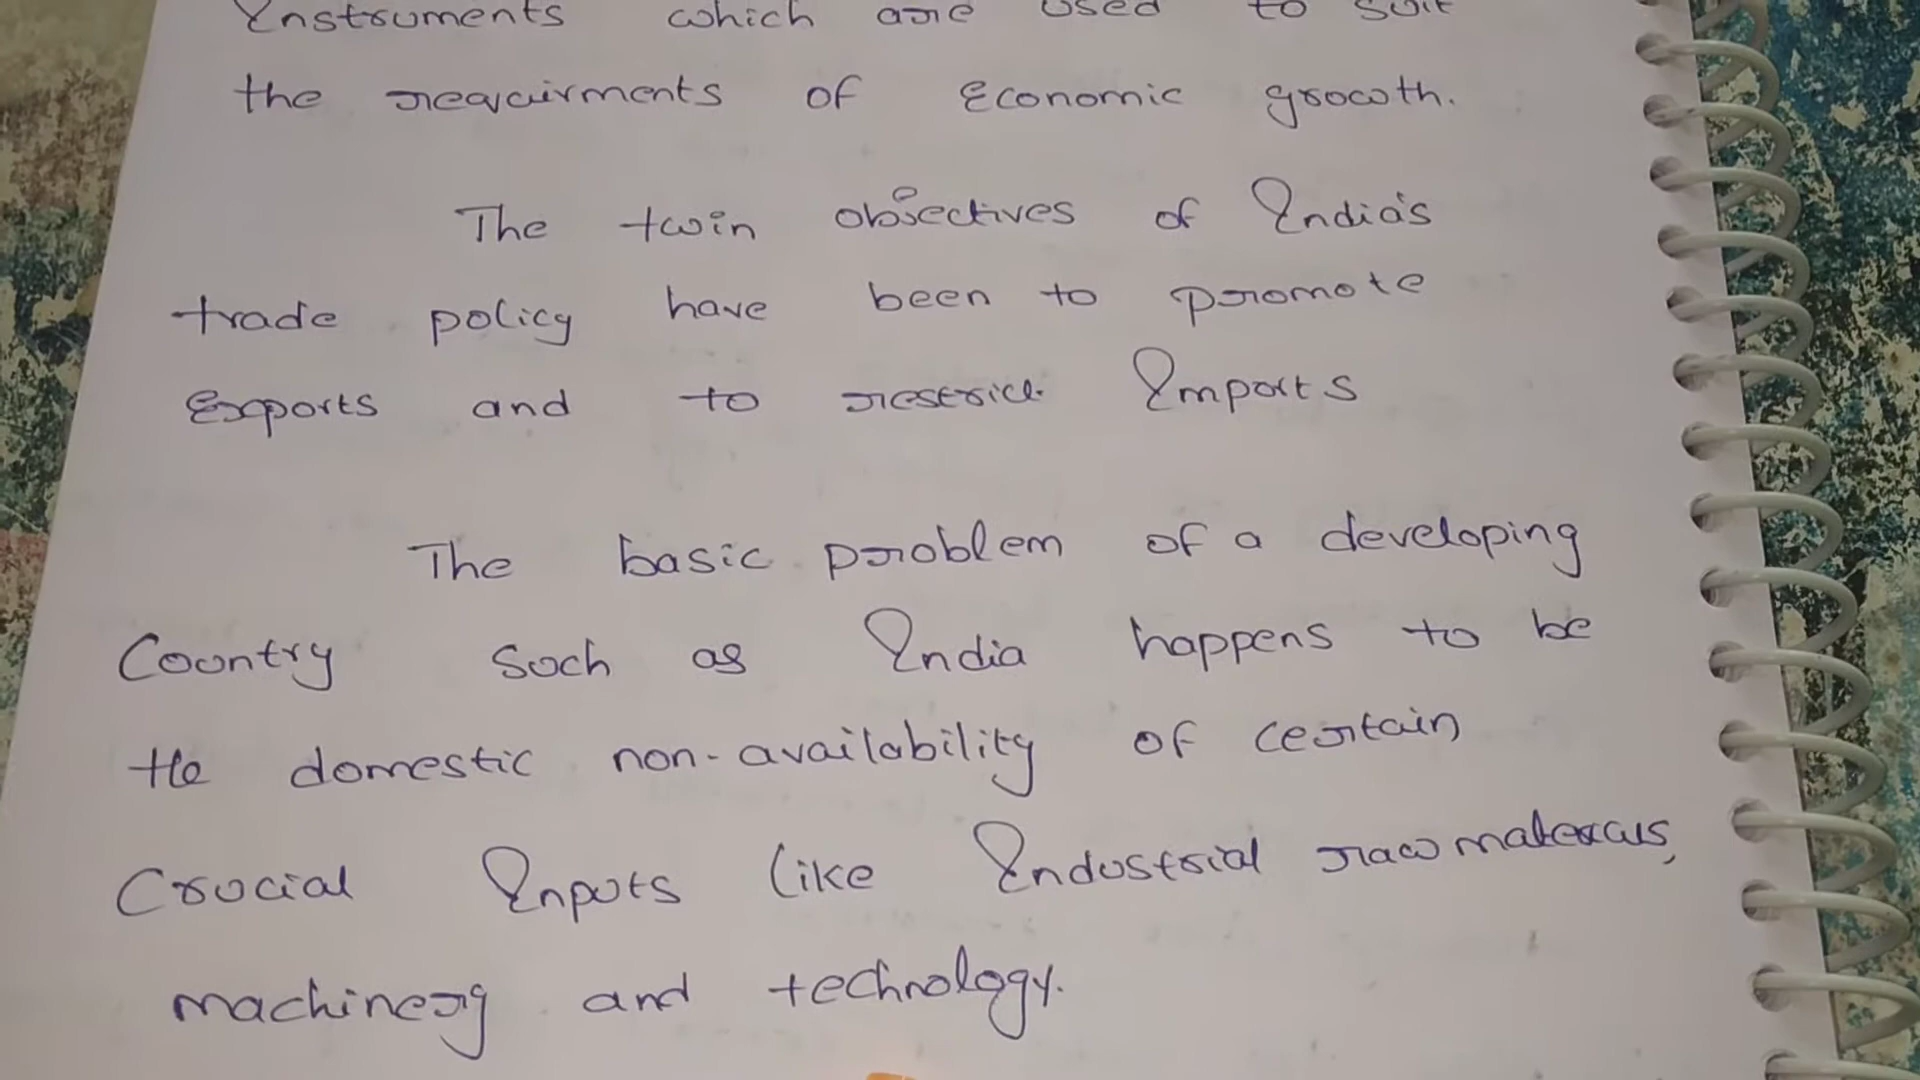 Instruments which are used to suit
the requirments of Economic growth.
The twin objectives of India's
trade policy have been to promote
Exports and to restrict Imports
The basic problem of a developing
Country such as India happens to be
the domestic non-availability of certain
Crucial Inputs like Industrial raw materials,
machinery and technology.